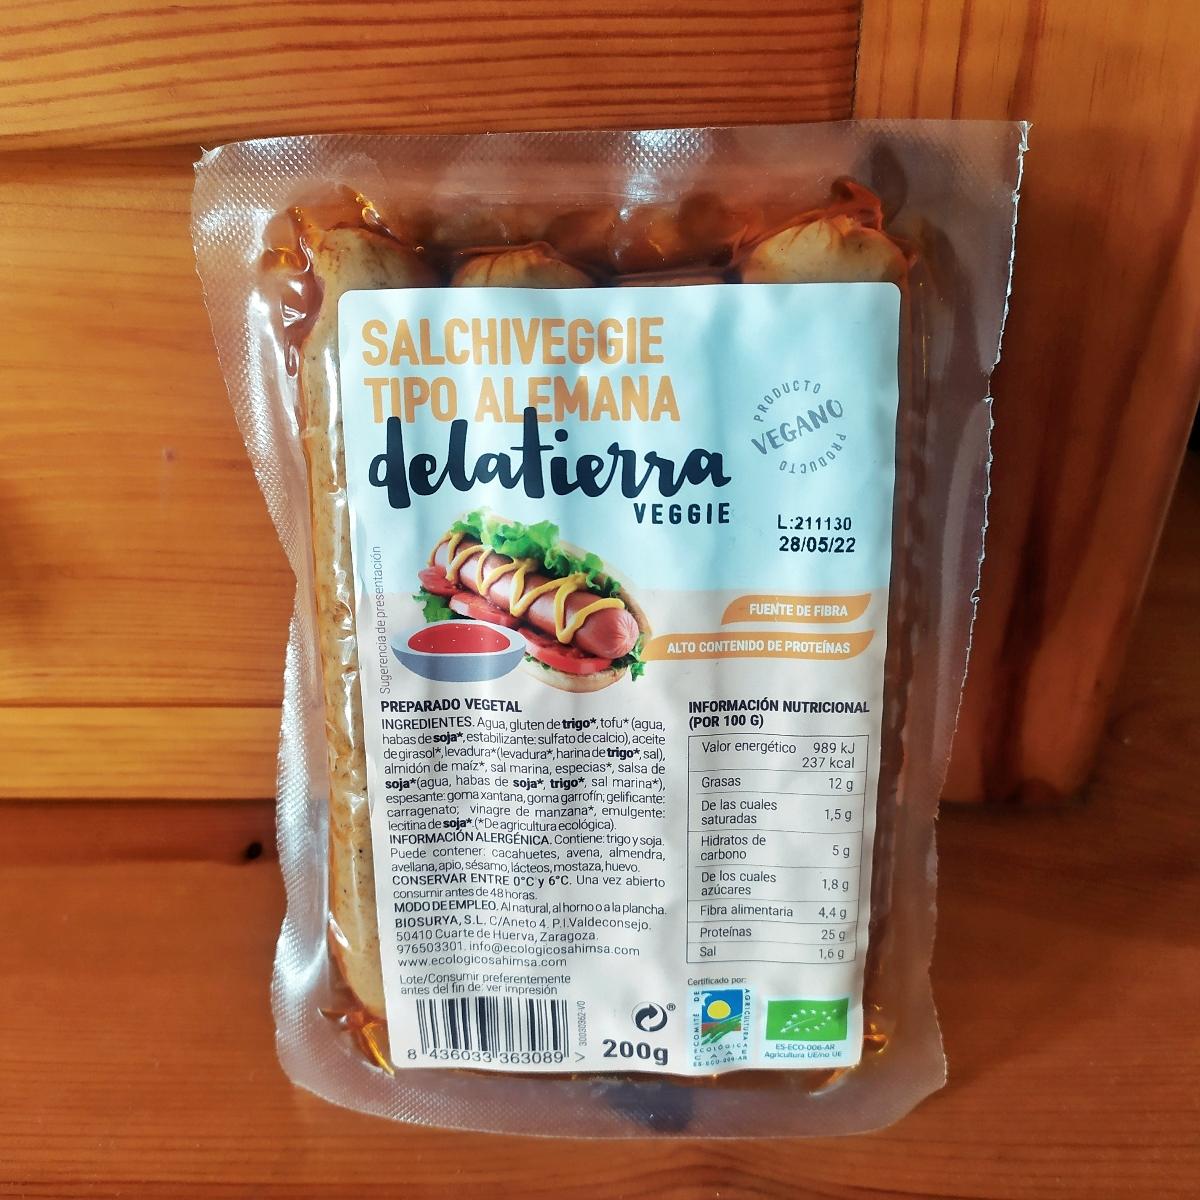 SALCHIVEGGIE
TIPO ALEMANA
delatierra
VEGGIE
PRODUCTO
VEGANO
PRODUCTO
L:211130
28/05/22
Sugerencia de presentación
FUENTE DE FIBRA
ALTO CONTENIDO DE PROTEÍNAS
PREPARADO VEGETAL
INGREDIENTES. Agua, gluten de trigo*, tofu* (agua,
habas de soja*, estabilizante: sulfato de calcio), aceite
de girasol*, levadura* (levadura*, harina de trigo*, sal),
almidón de maíz*, sal marina, especias*, salsa de
soja* (agua, habas de soja*, trigo*, sal marina*),
espesante: goma xantana, goma garrofín; gelificante:
carragenato; vinagre de manzana*, emulgente:
lecitina de soja*. (*De agricultura ecológica).
INFORMACIÓN ALERGÉNICA. Contiene: trigo y soja.
Puede contener: cacahuetes, avena, almendra,
avellana, apio, sésamo, lácteos, mostaza, huevo.
CONSERVAR ENTRE 0°C y 6°C. Una vez abierto
consumir antes de 48 horas.
MODO DE EMPLEO. Al natural, al horno o a la plancha.
BIOSURYA, S.L. C/Aneto 4. P.I.Valdeconsejo.
50410 Cuarte de Huerva, Zaragoza.
976503301. info@ecologicosahimsa.com
www.ecologicosahimsa.com
Lote/Consumir preferentemente
antes del fin de: ver impresión
8 436033 363089 >
30030362-V0
200g
INFORMACIÓN NUTRICIONAL
(POR 100 G)
Valor energético 989 kJ
237 kcal
Grasas 12 g
De las cuales
saturadas 1,5 g
Hidratos de
carbono 5 g
De los cuales
azúcares 1,8 g
Fibra alimentaria 4,4 g
Proteínas 25 g
Sal 1,6 g
Certificado por:
COMITÉ DE
AGRICULTURA
ECOLÓGICA
ES-ECO-006-AR
ES-ECO-006-AR
Agricultura UE/no UE